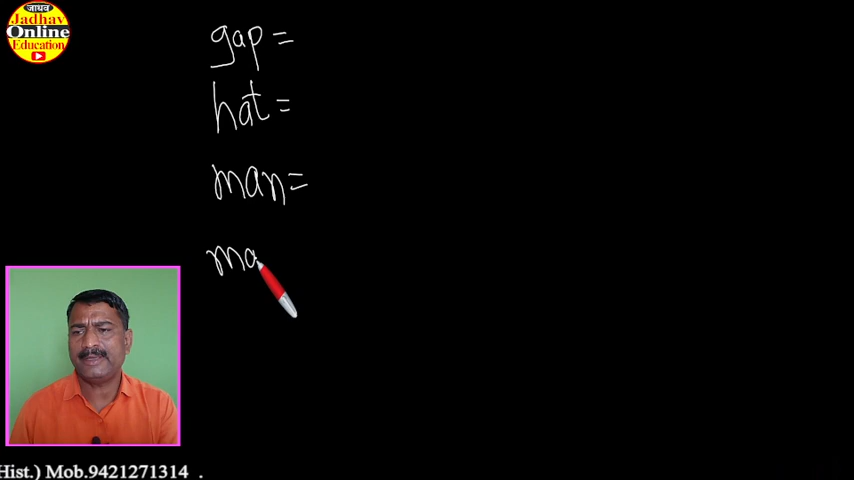 जाधव
Jadhav
Online
Education
gap =
hat =
man =
ma
Hist.) Mob.9421271314 .